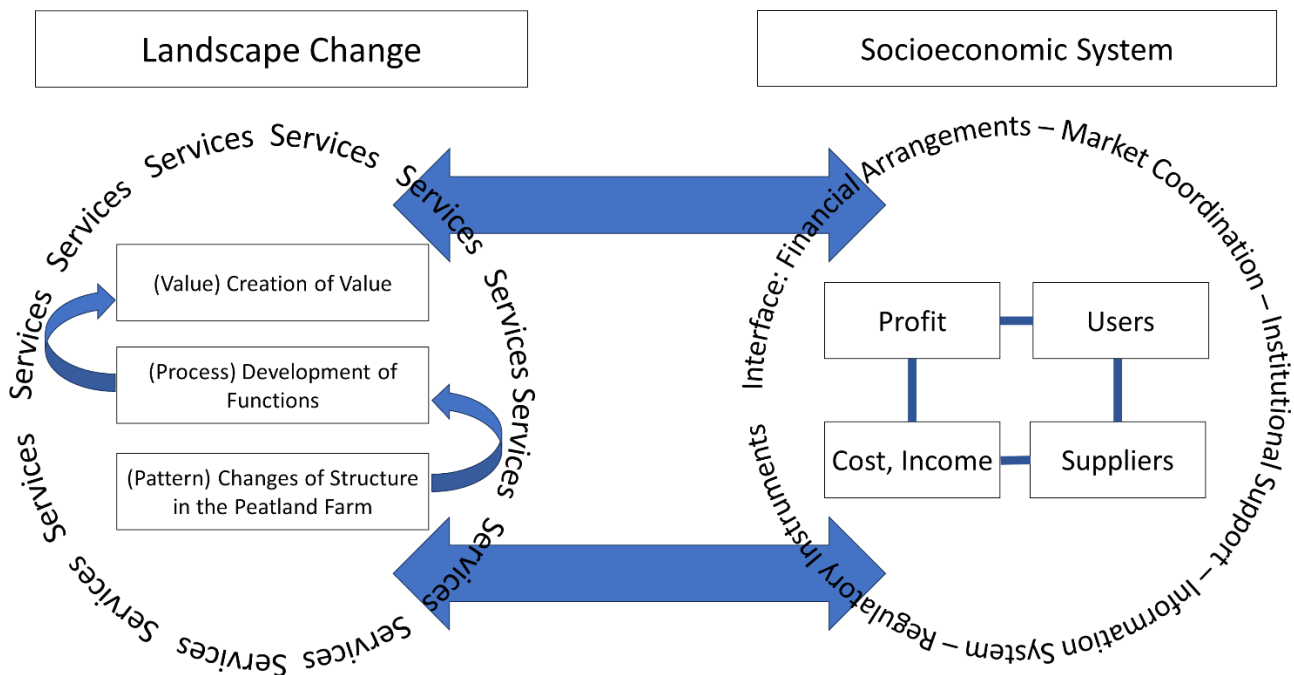 Landscape Change
Socioeconomic System
Services Services Services Services Services Services Services Services Services Services Services Services Services
(Value) Creation of Value
(Process) Development of
Functions
(Pattern) Changes of Structure
in the Peatland Farm
Interface: Financial Arrangements – Market Coordination – Institutional Support – Information System – Regulatory Instruments
Profit
Users
Cost, Income
Suppliers